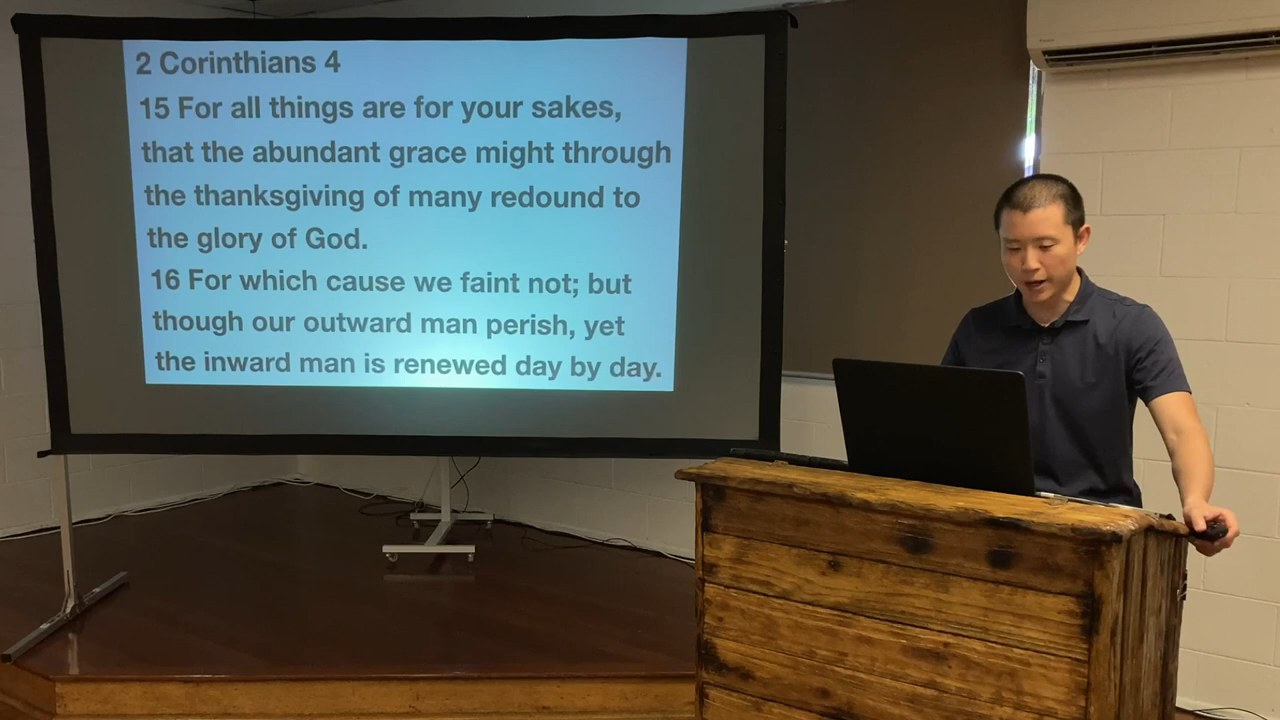 2 Corinthians 4
15 For all things are for your sakes,
that the abundant grace might through
the thanksgiving of many redound to
the glory of God.
16 For which cause we faint not; but
though our outward man perish, yet
the inward man is renewed day by day.